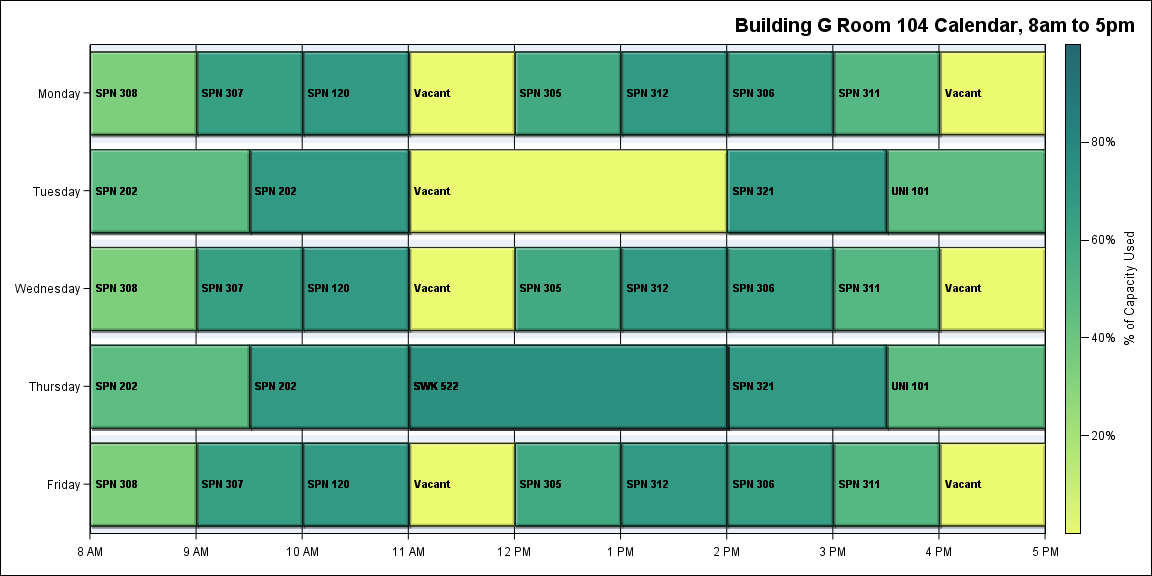 Building G Room 104 Calendar, 8am to 5pm
Monday SPN 308 SPN 307 SPN 120 Vacant SPN 305 SPN 312 SPN 306 SPN 311 Vacant
80%
Tuesday SPN 202 SPN 202 Vacant SPN 321 UNI 101
60%
% of Capacity Used
Wednesday SPN 308 SPN 307 SPN 120 Vacant SPN 305 SPN 312 SPN 306 SPN 311 Vacant
40%
Thursday SPN 202 SPN 202 SWK 522 SPN 321 UNI 101
20%
Friday SPN 308 SPN 307 SPN 120 Vacant SPN 305 SPN 312 SPN 306 SPN 311 Vacant
8 AM 9 AM 10 AM 11 AM 12 PM 1 PM 2 PM 3 PM 4 PM 5 PM